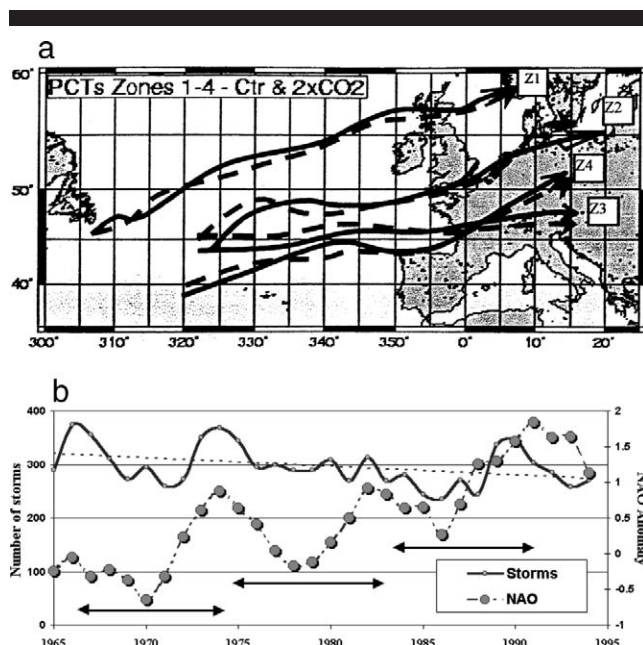 a
60°
PCTs Zones 1-4 - Ctr & 2xCO2
Z1
Z2
50°
Z4
Z3
40°
300° 310° 320° 330° 340° 350° 0° 10° 20°
b
400 2
1.5
300 1
Number of storms
200 0.5
NAO Anomaly
0
100 -0.5
Storms
NAO
0 -1
1965 1970 1975 1980 1985 1990 1995